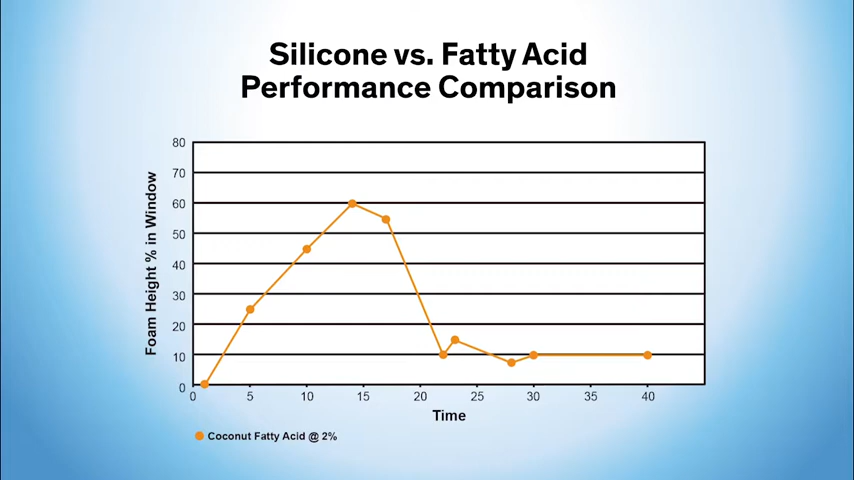 Silicone vs. Fatty Acid
Performance Comparison
80
70
60
50
40
30
20
10
0
Foam Height % in Window
0 5 10 15 20 25 30 35 40
Time
Coconut Fatty Acid @ 2%